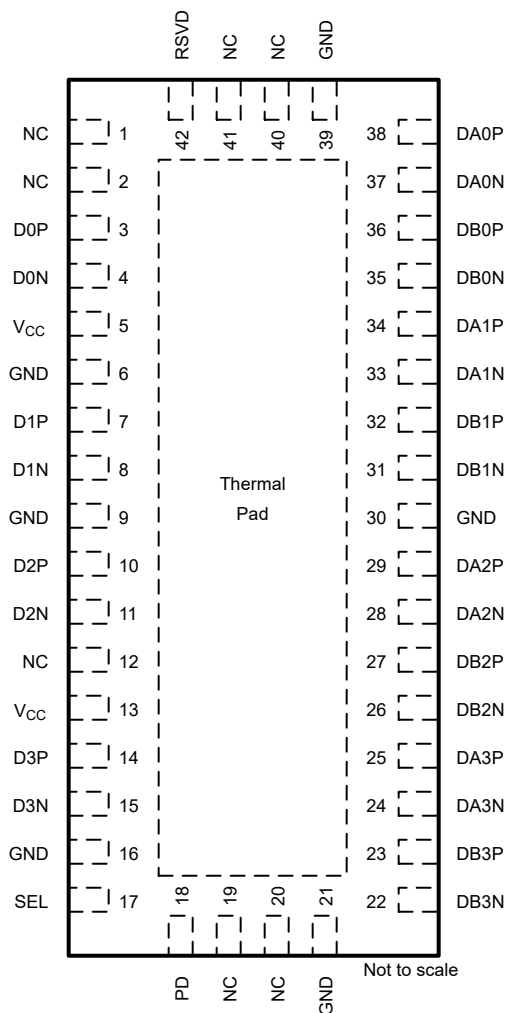 RSVD NC NC GND
42 41 40 39
NC 1 38 DA0P
NC 2 37 DA0N
D0P 3 36 DB0P
D0N 4 35 DB0N
VCC 5 34 DA1P
GND 6 33 DA1N
D1P 7 32 DB1P
D1N 8 31 DB1N
GND 9 30 GND
Thermal
Pad
D2P 10 29 DA2P
D2N 11 28 DA2N
NC 12 27 DB2P
VCC 13 26 DB2N
D3P 14 25 DA3P
D3N 15 24 DA3N
GND 16 23 DB3P
SEL 17 22 DB3N
18 19 20 21
PD NC NC GND
Not to scale